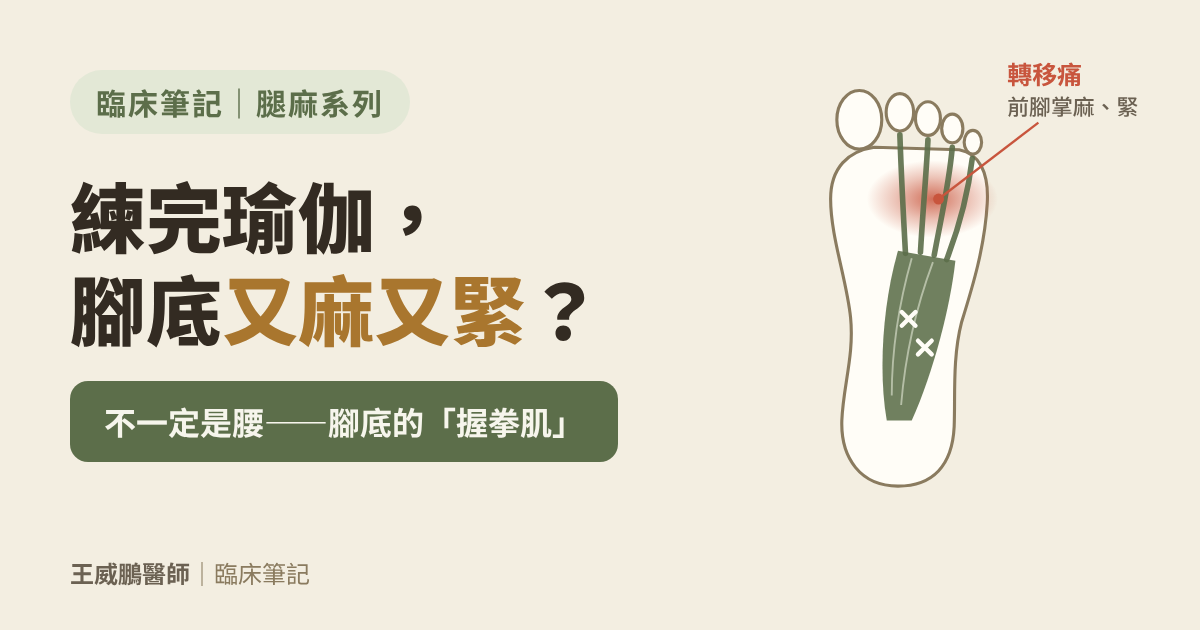 臨床筆記｜腿麻系列
轉移痛
前腳掌麻、緊
練完瑜伽，
腳底又麻又緊？
不一定是腰——腳底的「握拳肌」
王威鵬醫師｜臨床筆記